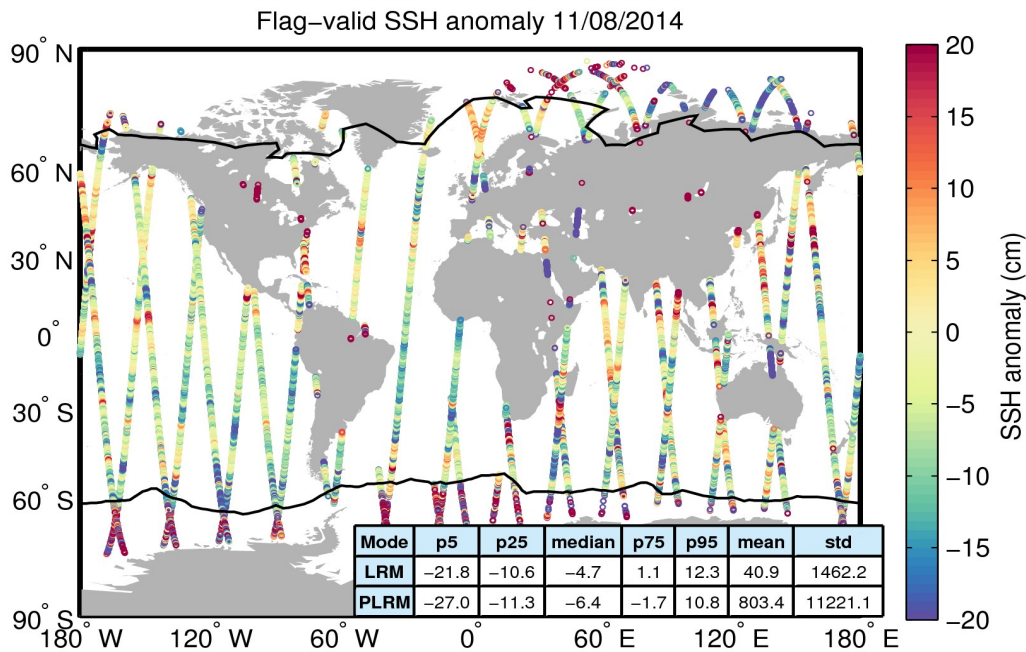 Flag−valid SSH anomaly 11/08/2014
90° N
60° N
30° N
0°
30° S
60° S
90° S
180° W 120° W 60° W 0° 60° E 120° E 180° E
Mode p5 p25 median p75 p95 mean std
LRM −21.8 −10.6 −4.7 1.1 12.3 40.9 1462.2
PLRM −27.0 −11.3 −6.4 −1.7 10.8 803.4 11221.1
20
15
10
5
0
−5
−10
−15
−20
SSH anomaly (cm)